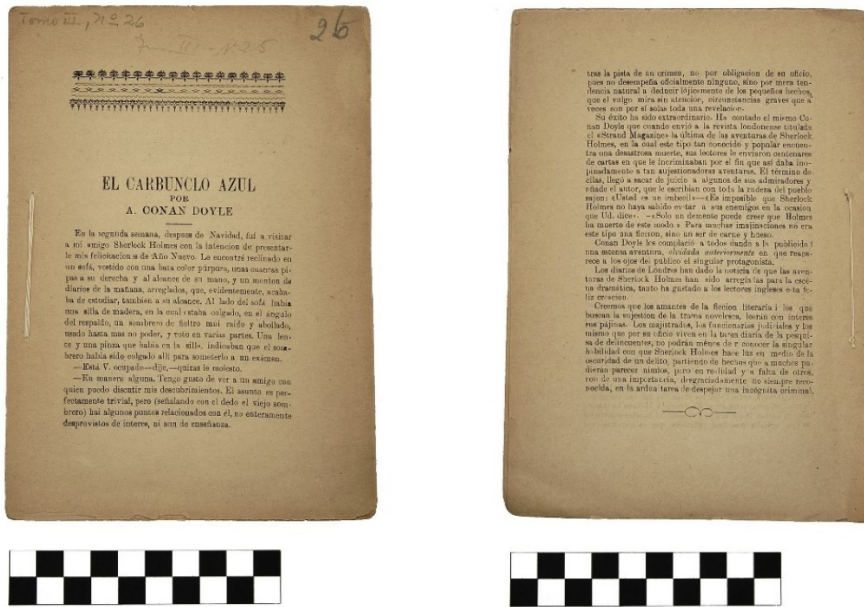 Tomo III, nº 26
25
EL CARBUNCLO AZUL
POR
A. CONAN DOYLE
En la segunda semana, despues de Navidad, fuí a visitar
a mi amigo Sherlock Holmes con la intencion de presentar-
le mis felicitaciones de Año Nuevo. Le encontré reclinado en
un sofá, vestido con una bata color púrpura, unas cuantas pi-
pas a su derecha y al alcance de su mano, y un monton de
diarios de la mañana, arreglados, que, evidentemente, acaba-
ba de estudiar, tambien a su alcance. Al lado del sofá habia
una silla de madera, en la cual estaba colgado, en el ángulo
del respaldo, un sombrero de fieltro mui raido y abollado,
usado hasta mas no poder, y roto en varias partes. Una len-
te y una pinza que habia en la silla, indicaban que el som-
brero habia sido colgado allí para someterlo a un exámen.
—Está V. ocupado—dije,—quizas le molesto.
—En manera alguna. Tengo gusto de ver a un amigo con
quien puedo discutir mis descubrimientos. El asunto es per-
fectamente trivial, pero (señalando con el dedo el viejo som-
brero) hai algunos puntos relacionados con él, no enteramente
desprovistos de interes, ni aun de enseñanza.
tras la pista de un crímen, no por obligacion de su oficio,
pues no desempeña oficialmente ninguno, sino por mera ten-
dencia natural a deducir lójicamente de los pequeños hechos,
que el vulgo mira sin atencion, circunstancias graves que a
veces son por sí solas toda una revelacion.
Su éxito ha sido extraordinario. Ha contado el mismo Co-
nan Doyle que cuando envió a la revista londonense titulada
el «Strand Magazine» la última de las aventuras de Sherlock
Holmes, en la cual este tipo tan conocido y popular encuen-
tra una desastrosa muerte, sus lectores le enviaron centenares
de cartas en que le incriminaban por el fin que asi daba ino-
pinadamente a tan sujestionadoras aventuras. El término de
ellas, llegó a sacar de juicio a algunos de sus admiradores y
añade el autor, que le escribian con toda la rudeza del pueblo
sajon: «Usted es un imbecil»—«Es imposible que Sherlock
Holmes no haya sabido evitar a sus enemigos en la ocasion
que Ud. dice». —«Solo un demente puede creer que Holmes
ha muerto de este modo.» Para muchas imajinaciones no era
este tipo una ficcion, sino un ser de carne y hueso.
Conan Doyle les complació a todos dando a la publicida i
una estensa aventura, olvidada anteriormente en que reapa-
rece a los ojos del público el singular protagonista.
Los diarios de Lóndres han dado la noticia de que las aven-
turas de Sherlock Holmes han sido arregladas para la esce-
na dramática, tanto ha gustado a los lectores ingleses esta fe-
liz creacion.
Creemos que los amantes de la ficcion literaria i los que
buscan la sujestion de la trama novelesca, leerán con interes
sus pájinas. Los magistrados, los funcionarios judiciales y los
mismo que por su oficio viven en la tarea diaria de la pesqui-
sa de delincuentes, no podrán ménos de reconocer la singular
habilidad con que Sherlock Holmes hace luz en medio de la
oscuridad de un delito, partiendo de hechos que a muchos pu-
dieran parecer nimios, pero en realidad y a falta de otros,
son de una importancia, desgraciadamente no siempre reco-
nocida, en la ardua tarea de despejar una incógnita criminal.